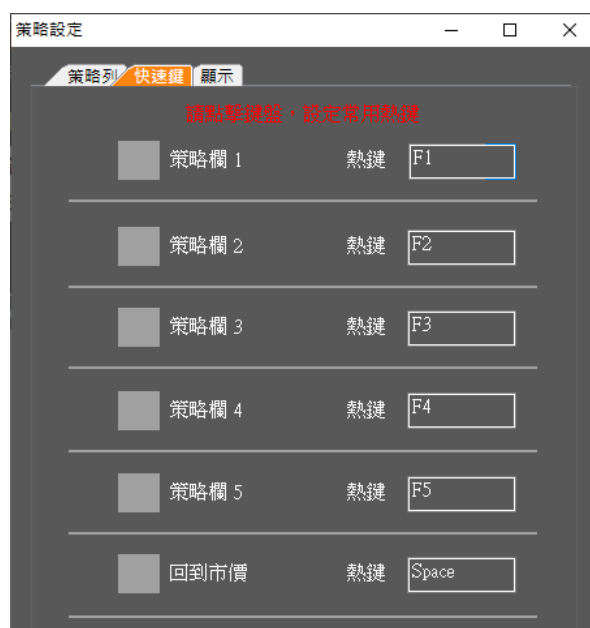 策略設定
策略列 快速鍵 顯示
請點擊鍵盤，設定常用熱鍵
策略欄 1 熱鍵 F1
策略欄 2 熱鍵 F2
策略欄 3 熱鍵 F3
策略欄 4 熱鍵 F4
策略欄 5 熱鍵 F5
回到市價 熱鍵 Space